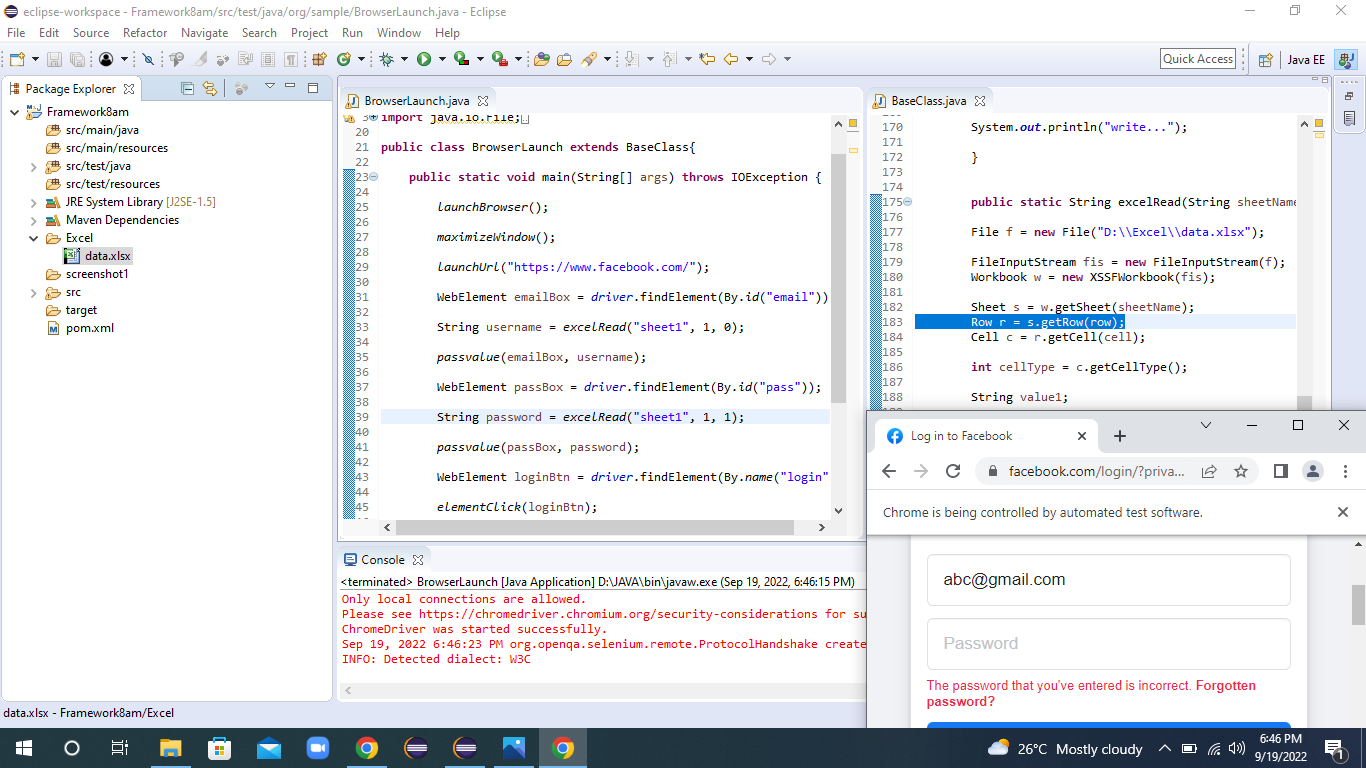 eclipse-workspace - Framework8am/src/test/java/org/sample/BrowserLaunch.java - Eclipse
File Edit Source Refactor Navigate Search Project Run Window Help
Quick Access
Java EE
Package Explorer
Framework8am
src/main/java
src/main/resources
src/test/java
src/test/resources
JRE System Library [J2SE-1.5]
Maven Dependencies
Excel
data.xlsx
screenshot1
src
target
pom.xml
BrowserLaunch.java
3 import java.io.File;
20
21 public class BrowserLaunch extends BaseClass{
22
23 public static void main(String[] args) throws IOException {
24
25 launchBrowser();
26
27 maximizeWindow();
28
29 launchUrl("https://www.facebook.com/");
30
31 WebElement emailBox = driver.findElement(By.id("email"))
32
33 String username = excelRead("sheet1", 1, 0);
34
35 passvalue(emailBox, username);
36
37 WebElement passBox = driver.findElement(By.id("pass"));
38
39 String password = excelRead("sheet1", 1, 1);
40
41 passvalue(passBox, password);
42
43 WebElement loginBtn = driver.findElement(By.name("login"
44
45 elementClick(loginBtn);
BaseClass.java
170 System.out.println("write...");
171
172 }
173
174
175 public static String excelRead(String sheetName
176
177 File f = new File("D:\\Excel\\data.xlsx");
178
179 FileInputStream fis = new FileInputStream(f);
180 Workbook w = new XSSFWorkbook(fis);
181
182 Sheet s = w.getSheet(sheetName);
183 Row r = s.getRow(row);
184 Cell c = r.getCell(cell);
185
186 int cellType = c.getCellType();
187
188 String value1;
Console
<terminated> BrowserLaunch [Java Application] D:\JAVA\bin\javaw.exe (Sep 19, 2022, 6:46:15 PM)
Only local connections are allowed.
Please see https://chromedriver.chromium.org/security-considerations for su
ChromeDriver was started successfully.
Sep 19, 2022 6:46:23 PM org.openqa.selenium.remote.ProtocolHandshake create
INFO: Detected dialect: W3C
Log in to Facebook
facebook.com/login/?priva...
Chrome is being controlled by automated test software.
abc@gmail.com
Password
The password that you've entered is incorrect. Forgotten
password?
data.xlsx - Framework8am/Excel
26°C Mostly cloudy
6:46 PM
9/19/2022
1